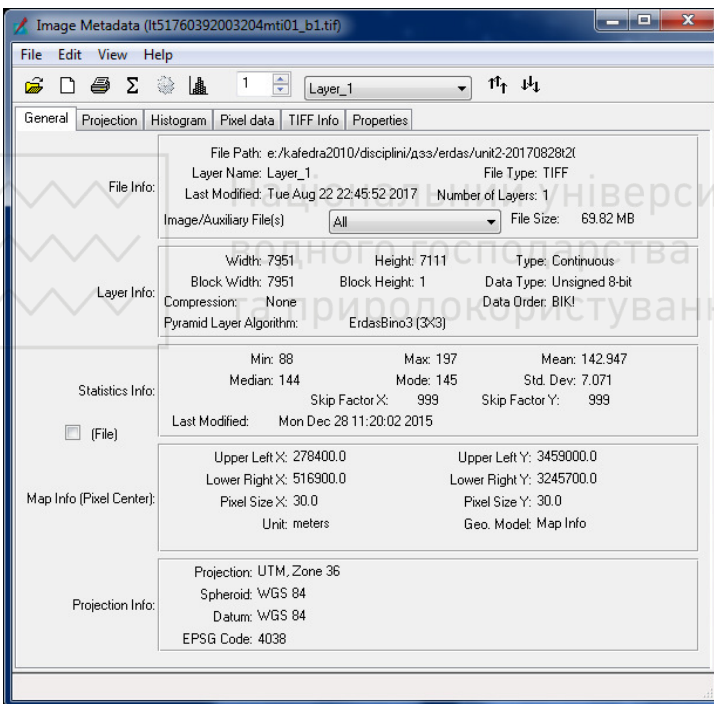 Image Metadata (lt51760392003204mti01_b1.tif)
File Edit View Help
Σ 1 Layer_1
General Projection Histogram Pixel data TIFF Info Properties
File Info:
File Path: e:/kafedra2010/disciplini/дзз/erdas/unit2-20170828t2(
Layer Name: Layer_1 File Type: TIFF
Last Modified: Tue Aug 22 22:45:52 2017 Number of Layers: 1
Image/Auxiliary File(s) All File Size: 69.82 MB
Національний універси
водного господарства
та природокористуван
Layer Info:
Width: 7951 Height: 7111 Type: Continuous
Block Width: 7951 Block Height: 1 Data Type: Unsigned 8-bit
Compression: None Data Order: BIK!
Pyramid Layer Algorithm: ErdasBino3 (3X3)
Statistics Info:
(File)
Min: 88 Max: 197 Mean: 142.947
Median: 144 Mode: 145 Std. Dev: 7.071
Skip Factor X: 999 Skip Factor Y: 999
Last Modified: Mon Dec 28 11:20:02 2015
Map Info (Pixel Center):
Upper Left X: 278400.0 Upper Left Y: 3459000.0
Lower Right X: 516900.0 Lower Right Y: 3245700.0
Pixel Size X: 30.0 Pixel Size Y: 30.0
Unit: meters Geo. Model: Map Info
Projection Info:
Projection: UTM, Zone 36
Spheroid: WGS 84
Datum: WGS 84
EPSG Code: 4038